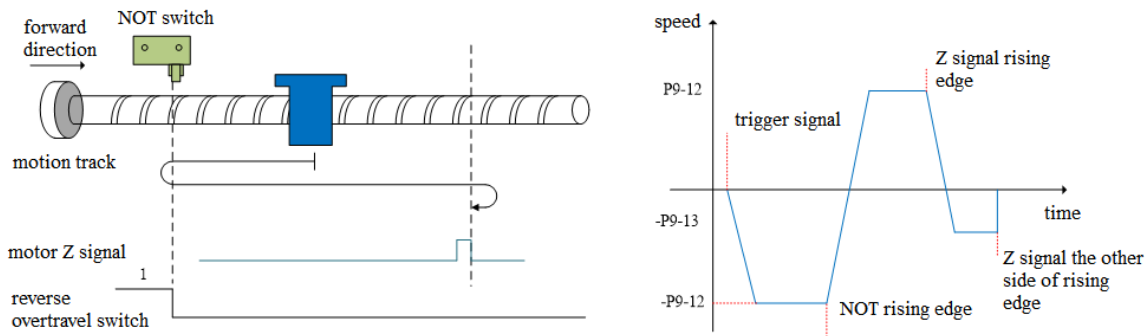 NOT switch
forward
direction
motion track
motor Z signal
1
reverse
overtravel switch
speed
Z signal rising
edge
P9-12
trigger signal
-P9-13
time
Z signal the other
side of rising
edge
-P9-12
NOT rising edge